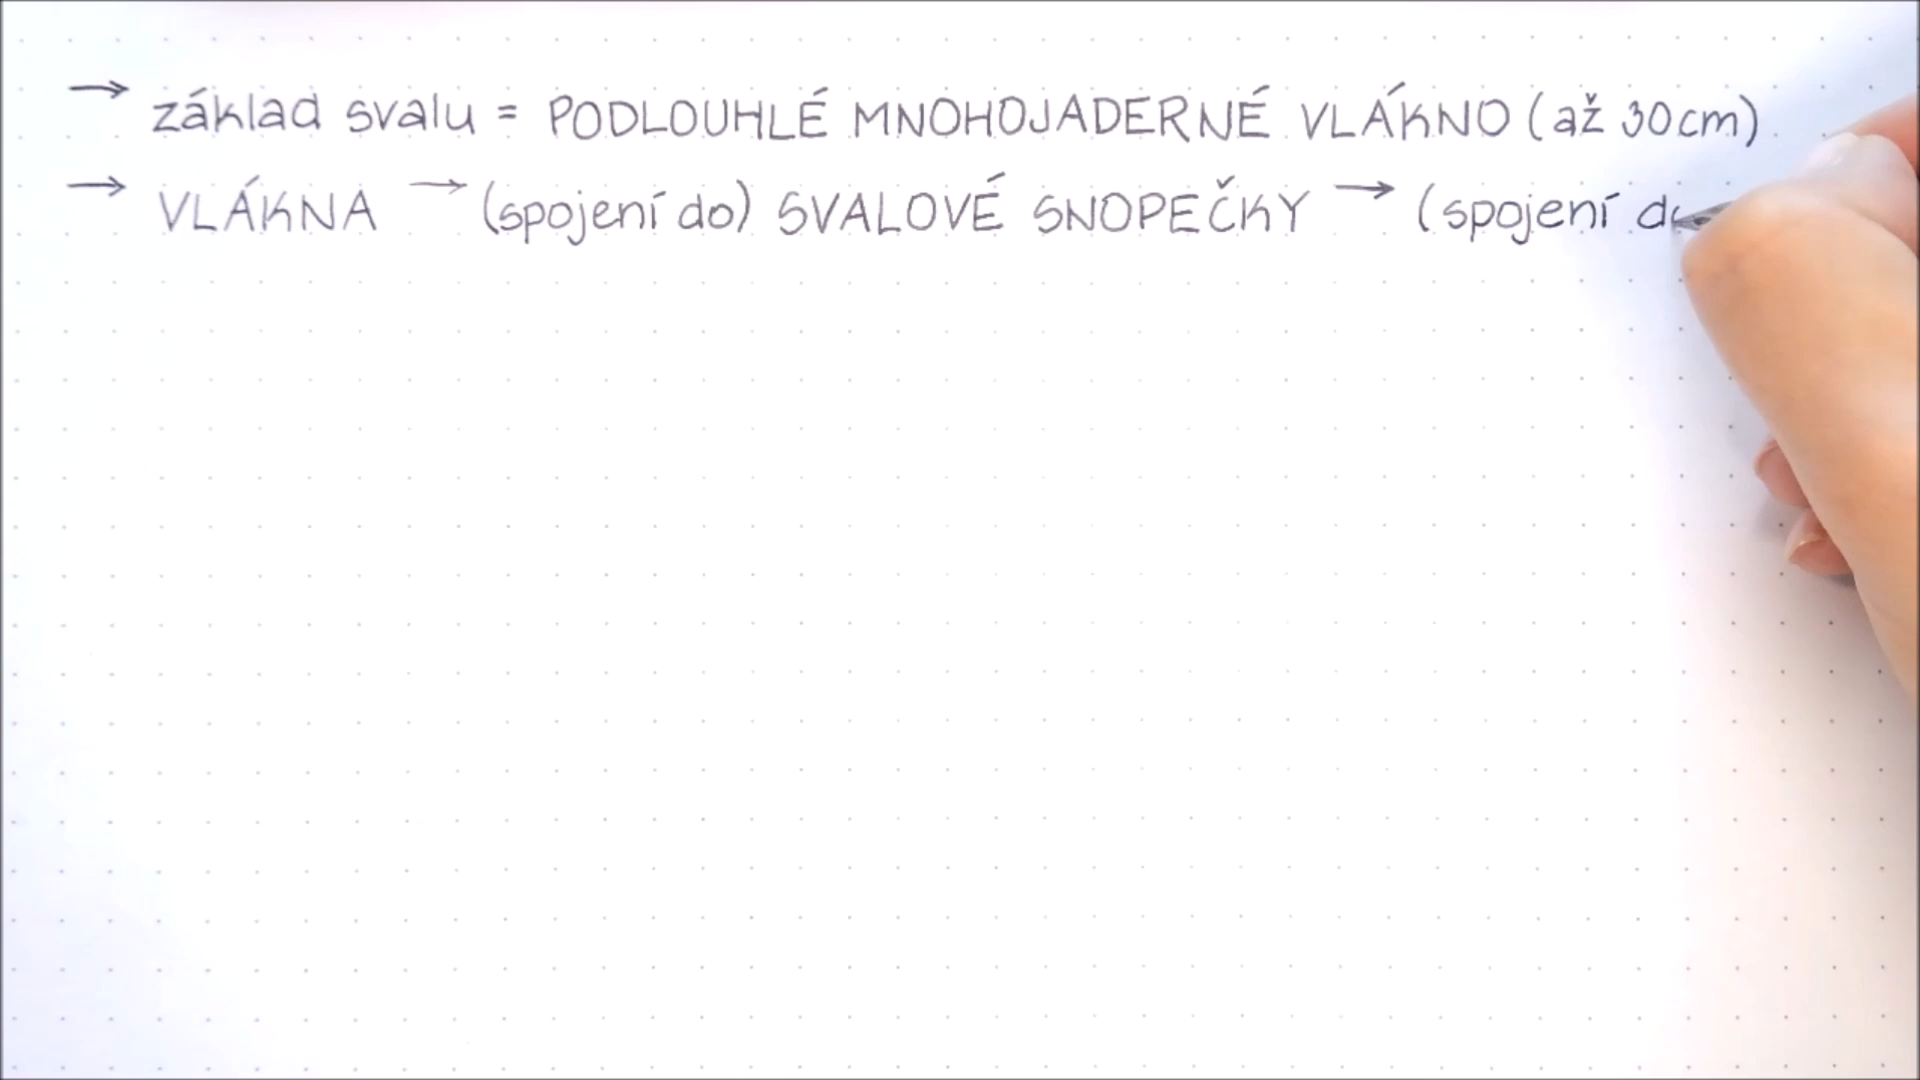 → základ svalu = PODLOUHLÉ MNOHOJADERNÉ VLÁKNO (až 30cm)
→ VLÁKNA → (spojení do) SVALOVÉ SNOPEČKY → (spojení